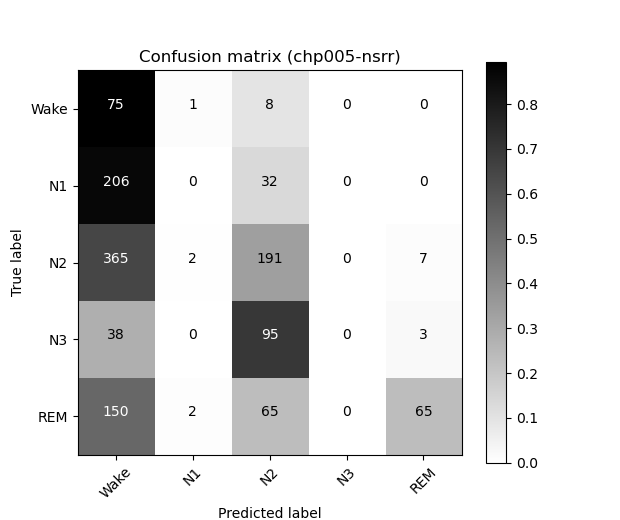 Confusion matrix (chp005-nsrr)
True label
Wake 75 1 8 0 0
N1 206 0 32 0 0
N2 365 2 191 0 7
N3 38 0 95 0 3
REM 150 2 65 0 65
Wake N1 N2 N3 REM
Predicted label
0.8
0.7
0.6
0.5
0.4
0.3
0.2
0.1
0.0